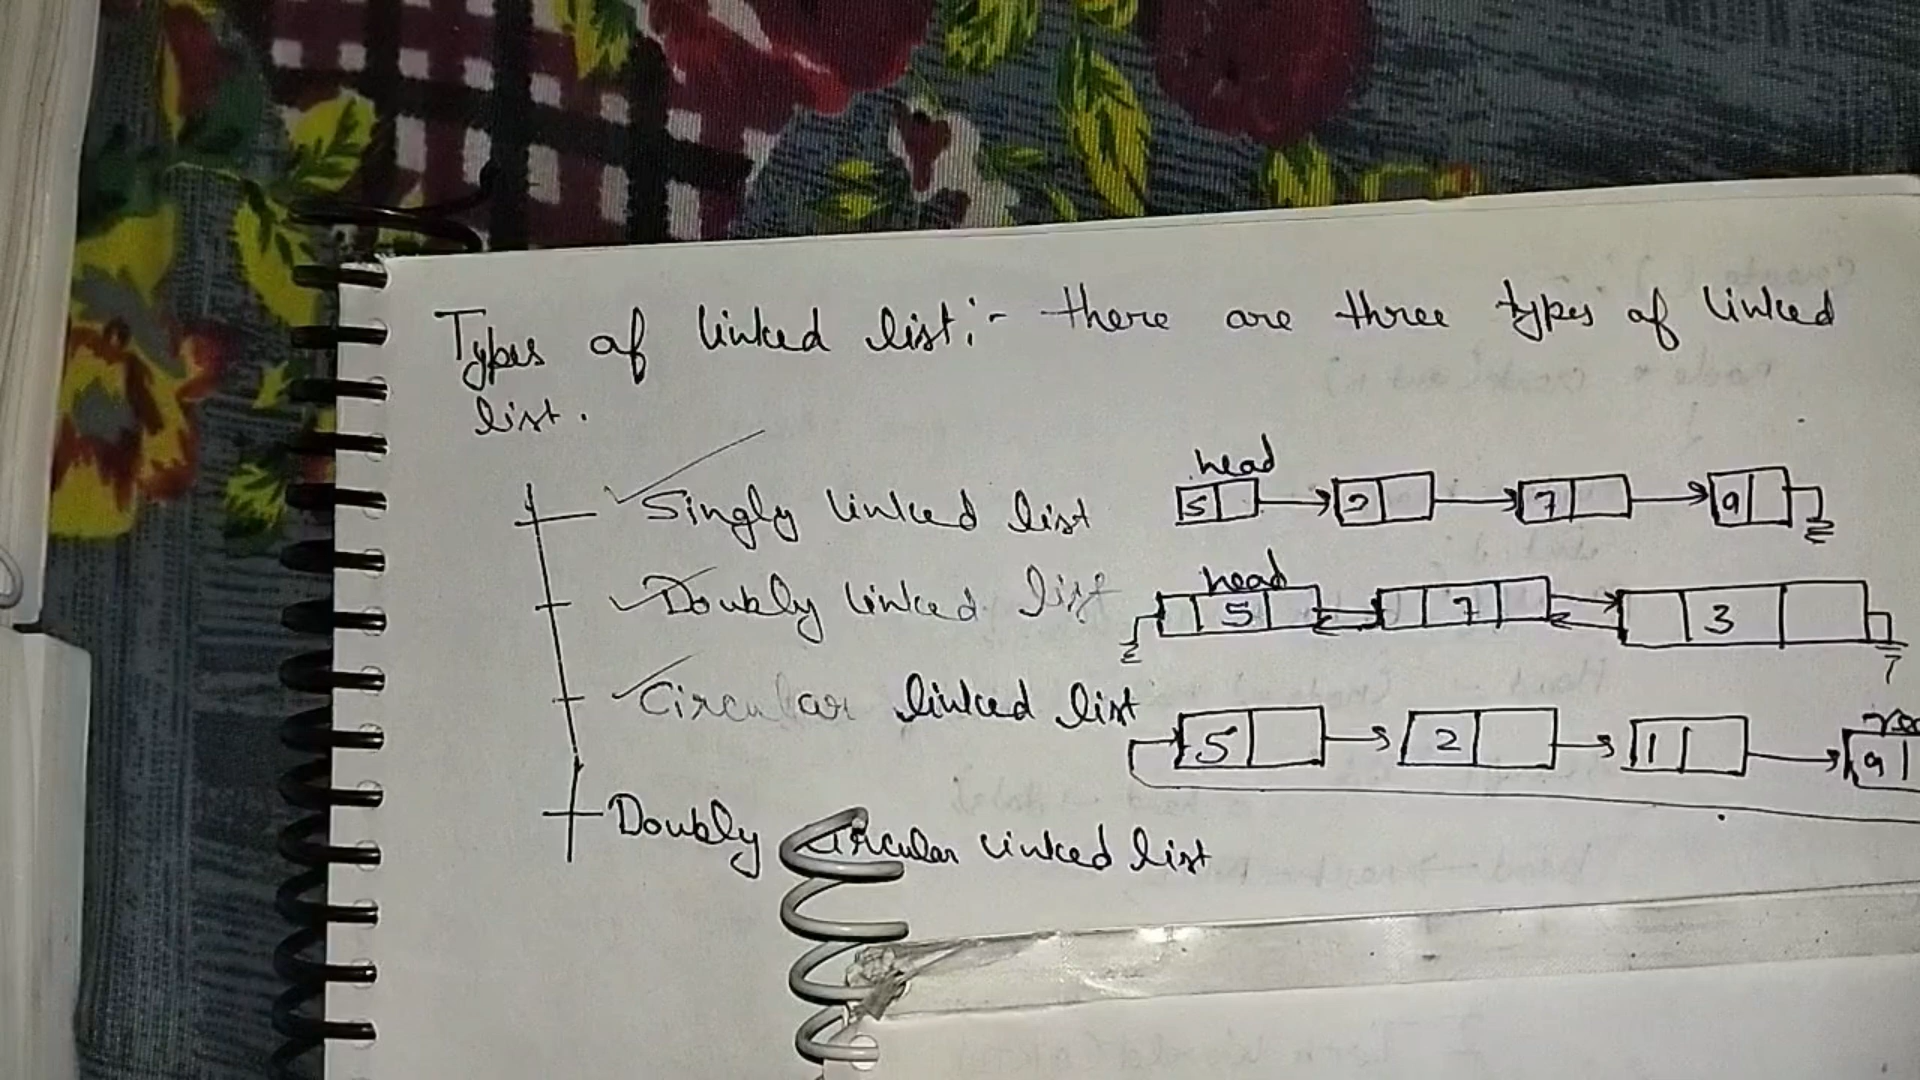 Types of linked list:- there are three types of linked
list.
head
Singly linked list 5 2 7 9
head
Doubly linked list 5 7 3
Circular linked list 5 2 1 9
Doubly Circular linked list